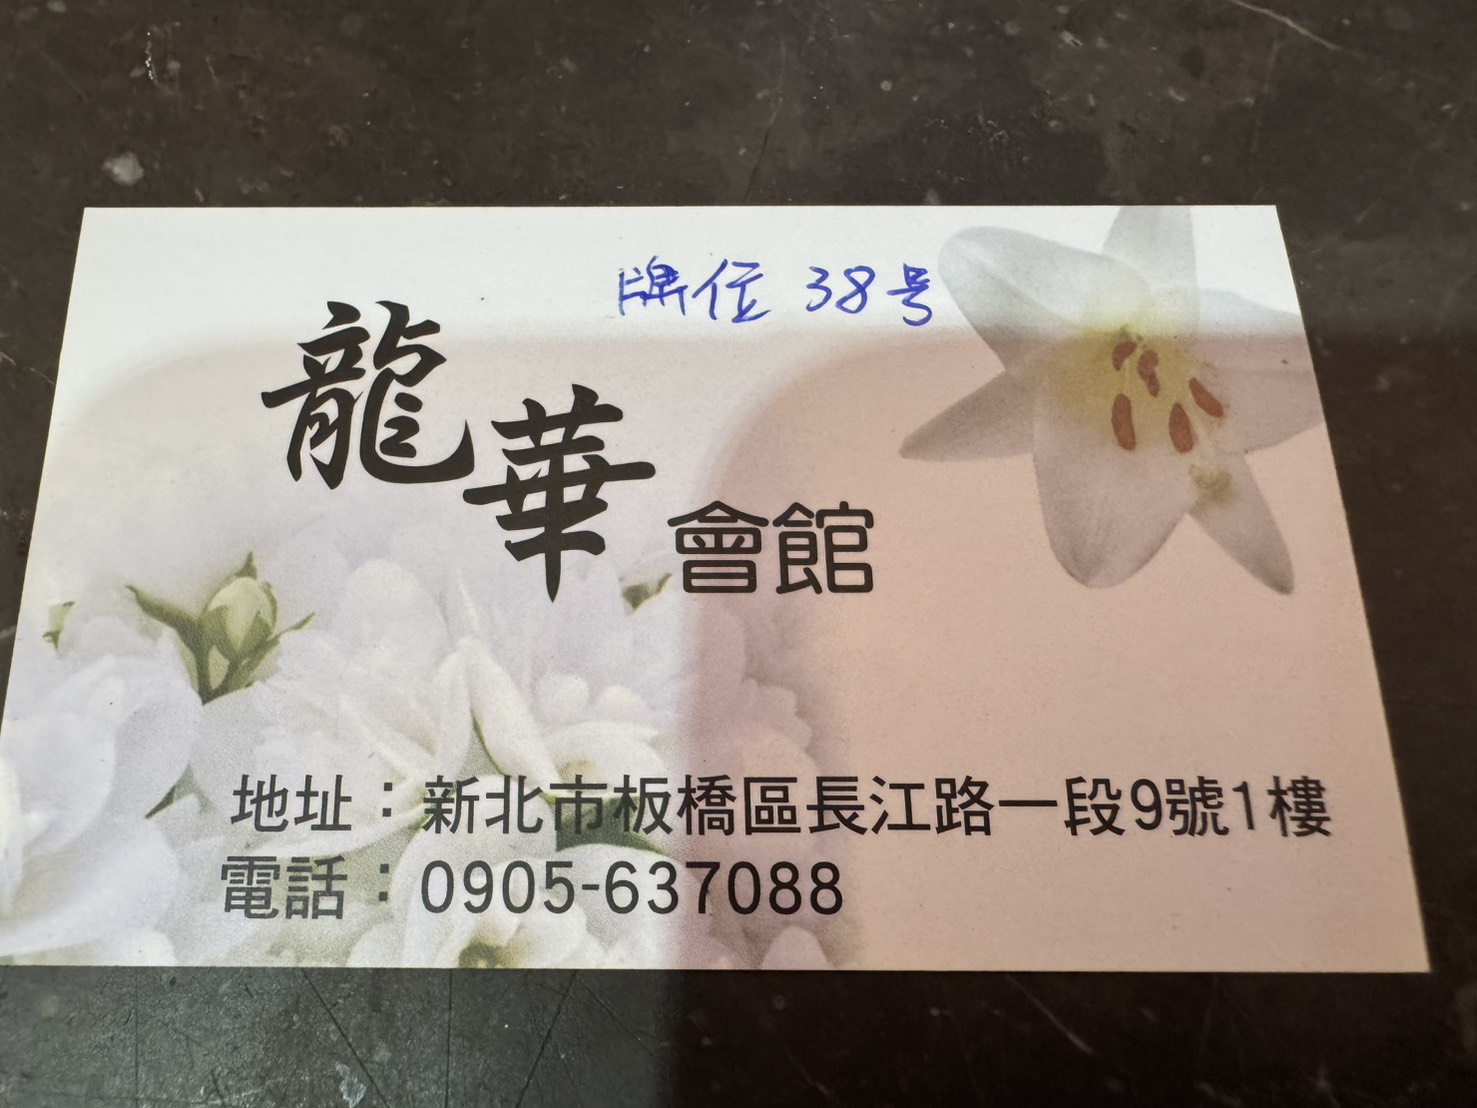 牌位 38号
龍華會館
地址：新北市板橋區長江路一段9號1樓
電話：0905-637088